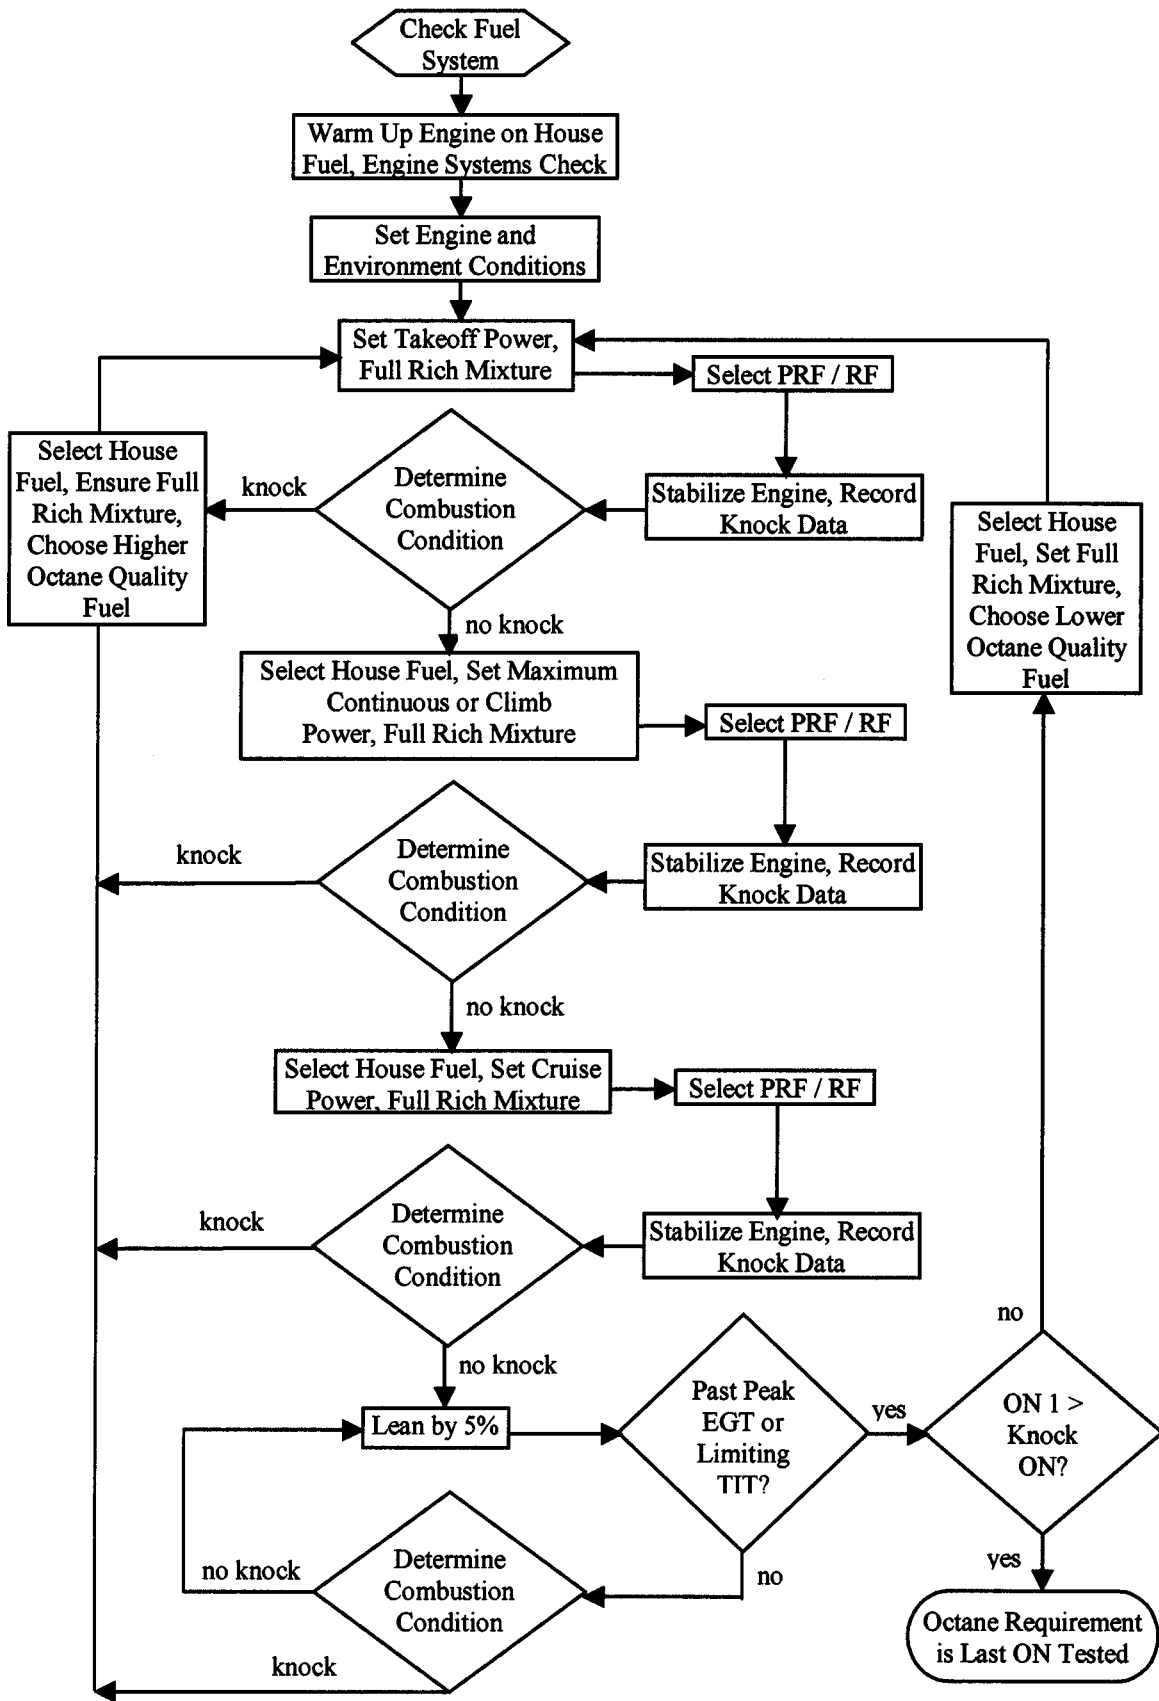 Check Fuel
System
Warm Up Engine on House
Fuel, Engine Systems Check
Set Engine and
Environment Conditions
Set Takeoff Power,
Full Rich Mixture
Select PRF / RF
Select House
Fuel, Ensure Full
Rich Mixture,
Choose Higher
Octane Quality
Fuel
knock
Determine
Combustion
Condition
Stabilize Engine, Record
Knock Data
Select House
Fuel, Set Full
Rich Mixture,
Choose Lower
Octane Quality
Fuel
no knock
Select House Fuel, Set Maximum
Continuous or Climb
Power, Full Rich Mixture
Select PRF / RF
knock
Determine
Combustion
Condition
Stabilize Engine, Record
Knock Data
no knock
Select House Fuel, Set Cruise
Power, Full Rich Mixture
Select PRF / RF
knock
Determine
Combustion
Condition
Stabilize Engine, Record
Knock Data
no
no knock
Lean by 5%
Past Peak
EGT or
Limiting
TIT?
yes
ON 1 >
Knock
ON?
no knock
Determine
Combustion
Condition
no
yes
knock
Octane Requirement
is Last ON Tested